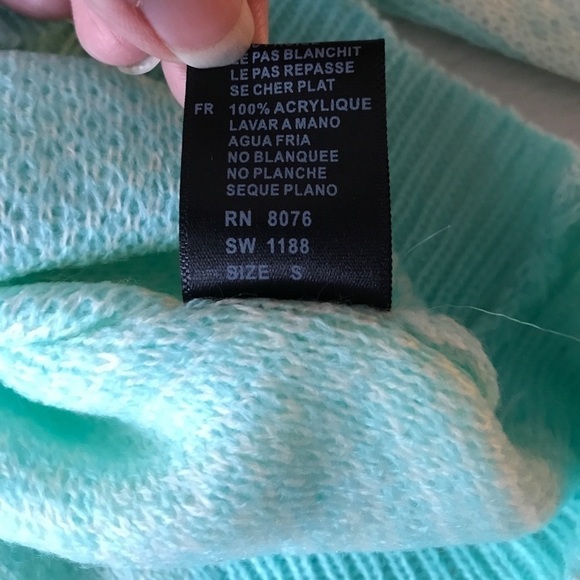 LE PAS BLANCHIT
LE PAS REPASSE
SE CHER PLAT
FR 100% ACRYLIQUE
LAVAR A MANO
AGUA FRIA
NO BLANQUEE
NO PLANCHE
SEQUE PLANO
RN 8076
SW 1188
SIZE S